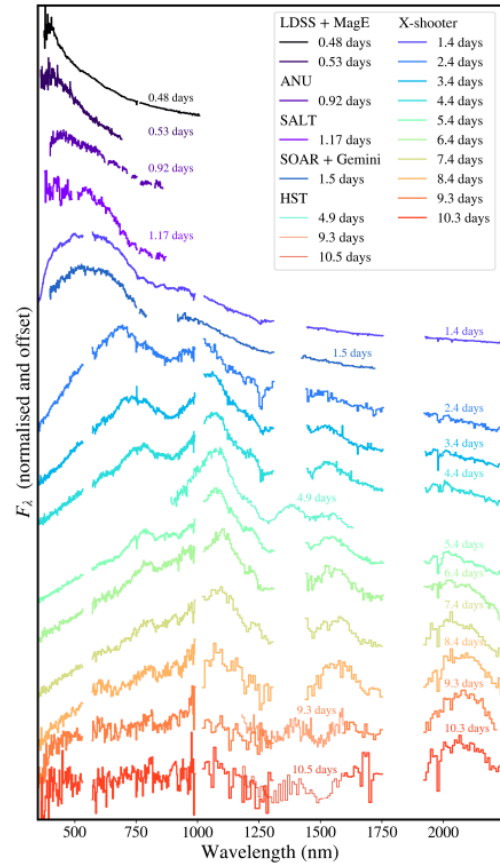 LDSS + MagE
0.48 days
0.53 days
ANU
0.92 days
SALT
1.17 days
SOAR + Gemini
1.5 days
HST
4.9 days
9.3 days
10.5 days
X-shooter
1.4 days
2.4 days
3.4 days
4.4 days
5.4 days
6.4 days
7.4 days
8.4 days
9.3 days
10.3 days
0.48 days
0.53 days
0.92 days
1.17 days
1.4 days
1.5 days
2.4 days
3.4 days
4.4 days
4.9 days
5.4 days
6.4 days
7.4 days
8.4 days
9.3 days
9.3 days
10.3 days
10.5 days
Fλ (normalised and offset)
500 750 1000 1250 1500 1750 2000
Wavelength (nm)